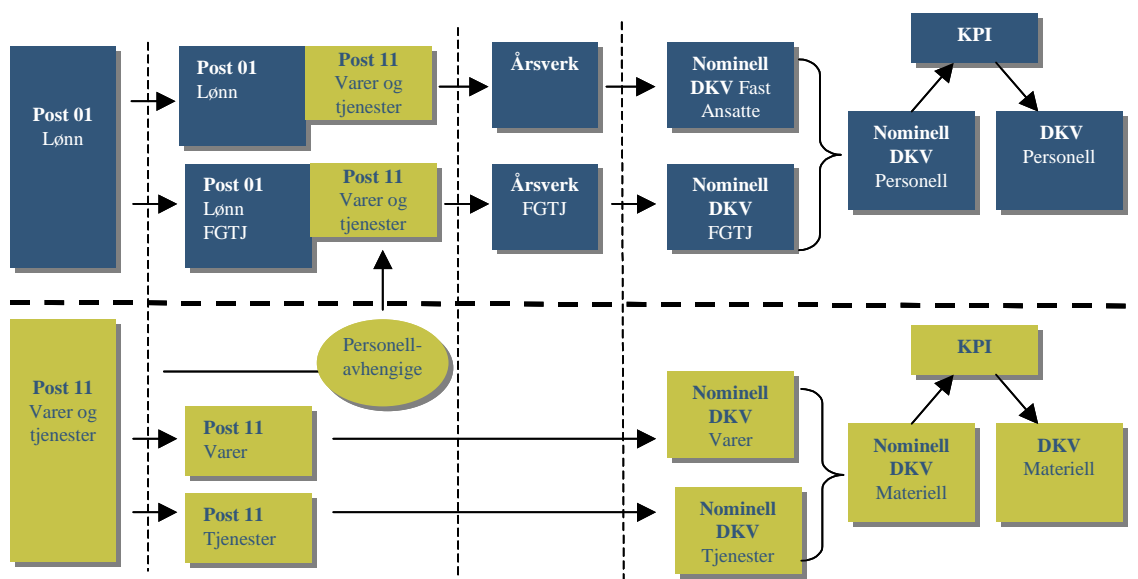 Post 01
Lønn
Post 01
Lønn
Post 11
Varer og
tjenester
Årsverk
Nominell
DKV Fast
Ansatte
Post 01
Lønn
FGTJ
Post 11
Varer og
tjenester
Årsverk
FGTJ
Nominell
DKV
FGTJ
KPI
Nominell
DKV
Personell
DKV
Personell
Post 11
Varer og
tjenester
Personell-
avhengige
Post 11
Varer
Nominell
DKV
Varer
Post 11
Tjenester
Nominell
DKV
Tjenester
KPI
Nominell
DKV
Materiell
DKV
Materiell